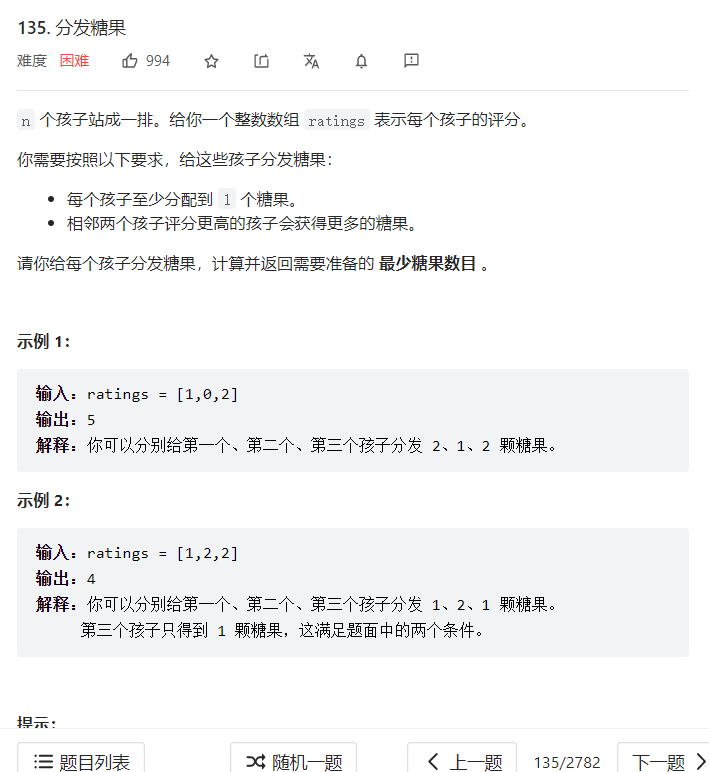 135. 分发糖果
难度 困难 994
n 个孩子站成一排。给你一个整数数组 ratings 表示每个孩子的评分。
你需要按照以下要求，给这些孩子分发糖果：
每个孩子至少分配到 1 个糖果。
相邻两个孩子评分更高的孩子会获得更多的糖果。
请你给每个孩子分发糖果，计算并返回需要准备的 最少糖果数目 。
示例 1：
输入：ratings = [1,0,2]
输出：5
解释：你可以分别给第一个、第二个、第三个孩子分发 2、1、2 颗糖果。
示例 2：
输入：ratings = [1,2,2]
输出：4
解释：你可以分别给第一个、第二个、第三个孩子分发 1、2、1 颗糖果。
第三个孩子只得到 1 颗糖果，这满足题面中的两个条件。
提示：
题目列表 随机一题 上一题 135/2782 下一题